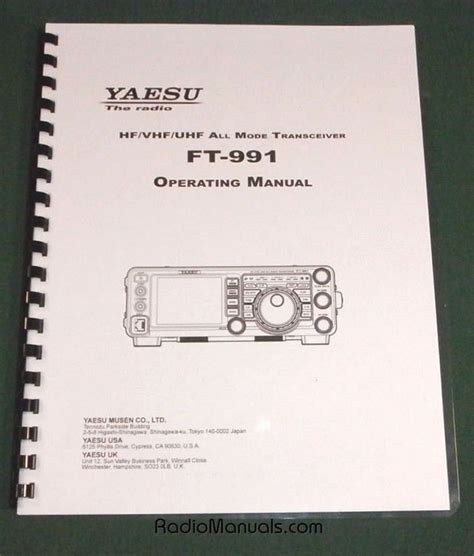 YAESU
The radio
HF/VHF/UHF ALL MODE TRANSCEIVER
FT-991
OPERATING MANUAL
YAESU
YAESU MUSEN CO., LTD.
Tennozu Parkside Building
2-5-8 Higashi-Shinagawa, Shinagawa-ku, Tokyo 140-0002 Japan
YAESU USA
6125 Phyllis Drive, Cypress, CA 90630, U.S.A.
YAESU UK
Unit 12, Sun Valley Business Park, Winnall Close
Winchester, Hampshire, SO23 0LB, U.K.
RadioManuals.com